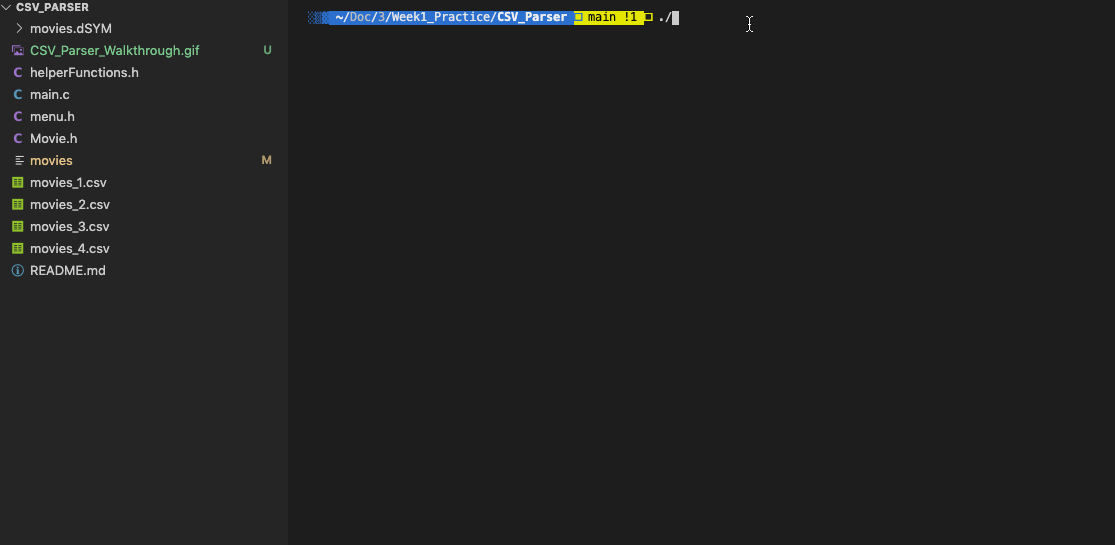 CSV_PARSER
movies.dSYM
CSV_Parser_Walkthrough.gif U
C helperFunctions.h
C main.c
C menu.h
C Movie.h
movies M
movies_1.csv
movies_2.csv
movies_3.csv
movies_4.csv
README.md
~/Doc/3/Week1_Practice/CSV_Parser main !1 ./